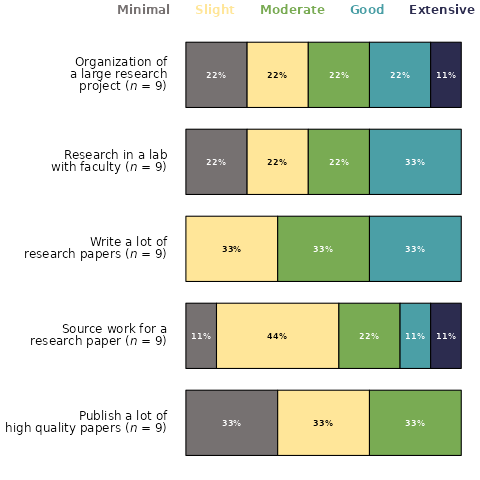 Minimal Slight Moderate Good Extensive
Organization of
a large research
project (n = 9)
22% 22% 22% 22% 11%
Research in a lab
with faculty (n = 9)
22% 22% 22% 33%
Write a lot of
research papers (n = 9)
33% 33% 33%
Source work for a
research paper (n = 9)
11% 44% 22% 11% 11%
Publish a lot of
high quality papers (n = 9)
33% 33% 33%